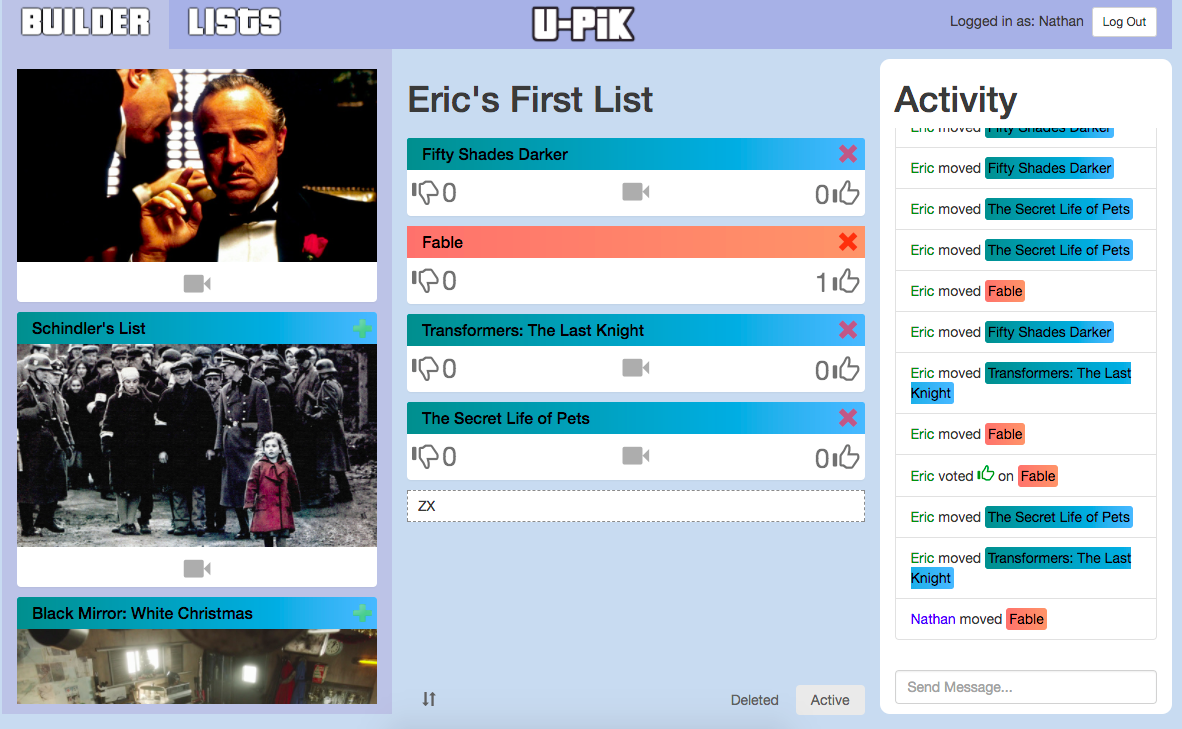 BUILDER
LISTS
U-PiK
Logged in as: Nathan
Log Out
Schindler's List
Black Mirror: White Christmas
Eric's First List
Fifty Shades Darker
0
0
Fable
0
1
Transformers: The Last Knight
0
0
The Secret Life of Pets
0
0
ZX
Deleted
Active
Activity
Eric moved Fifty Shades Darker
Eric moved Fifty Shades Darker
Eric moved The Secret Life of Pets
Eric moved The Secret Life of Pets
Eric moved Fable
Eric moved Fifty Shades Darker
Eric moved Transformers: The Last
Knight
Eric moved Fable
Eric voted on Fable
Eric moved The Secret Life of Pets
Eric moved Transformers: The Last
Knight
Nathan moved Fable
Send Message...